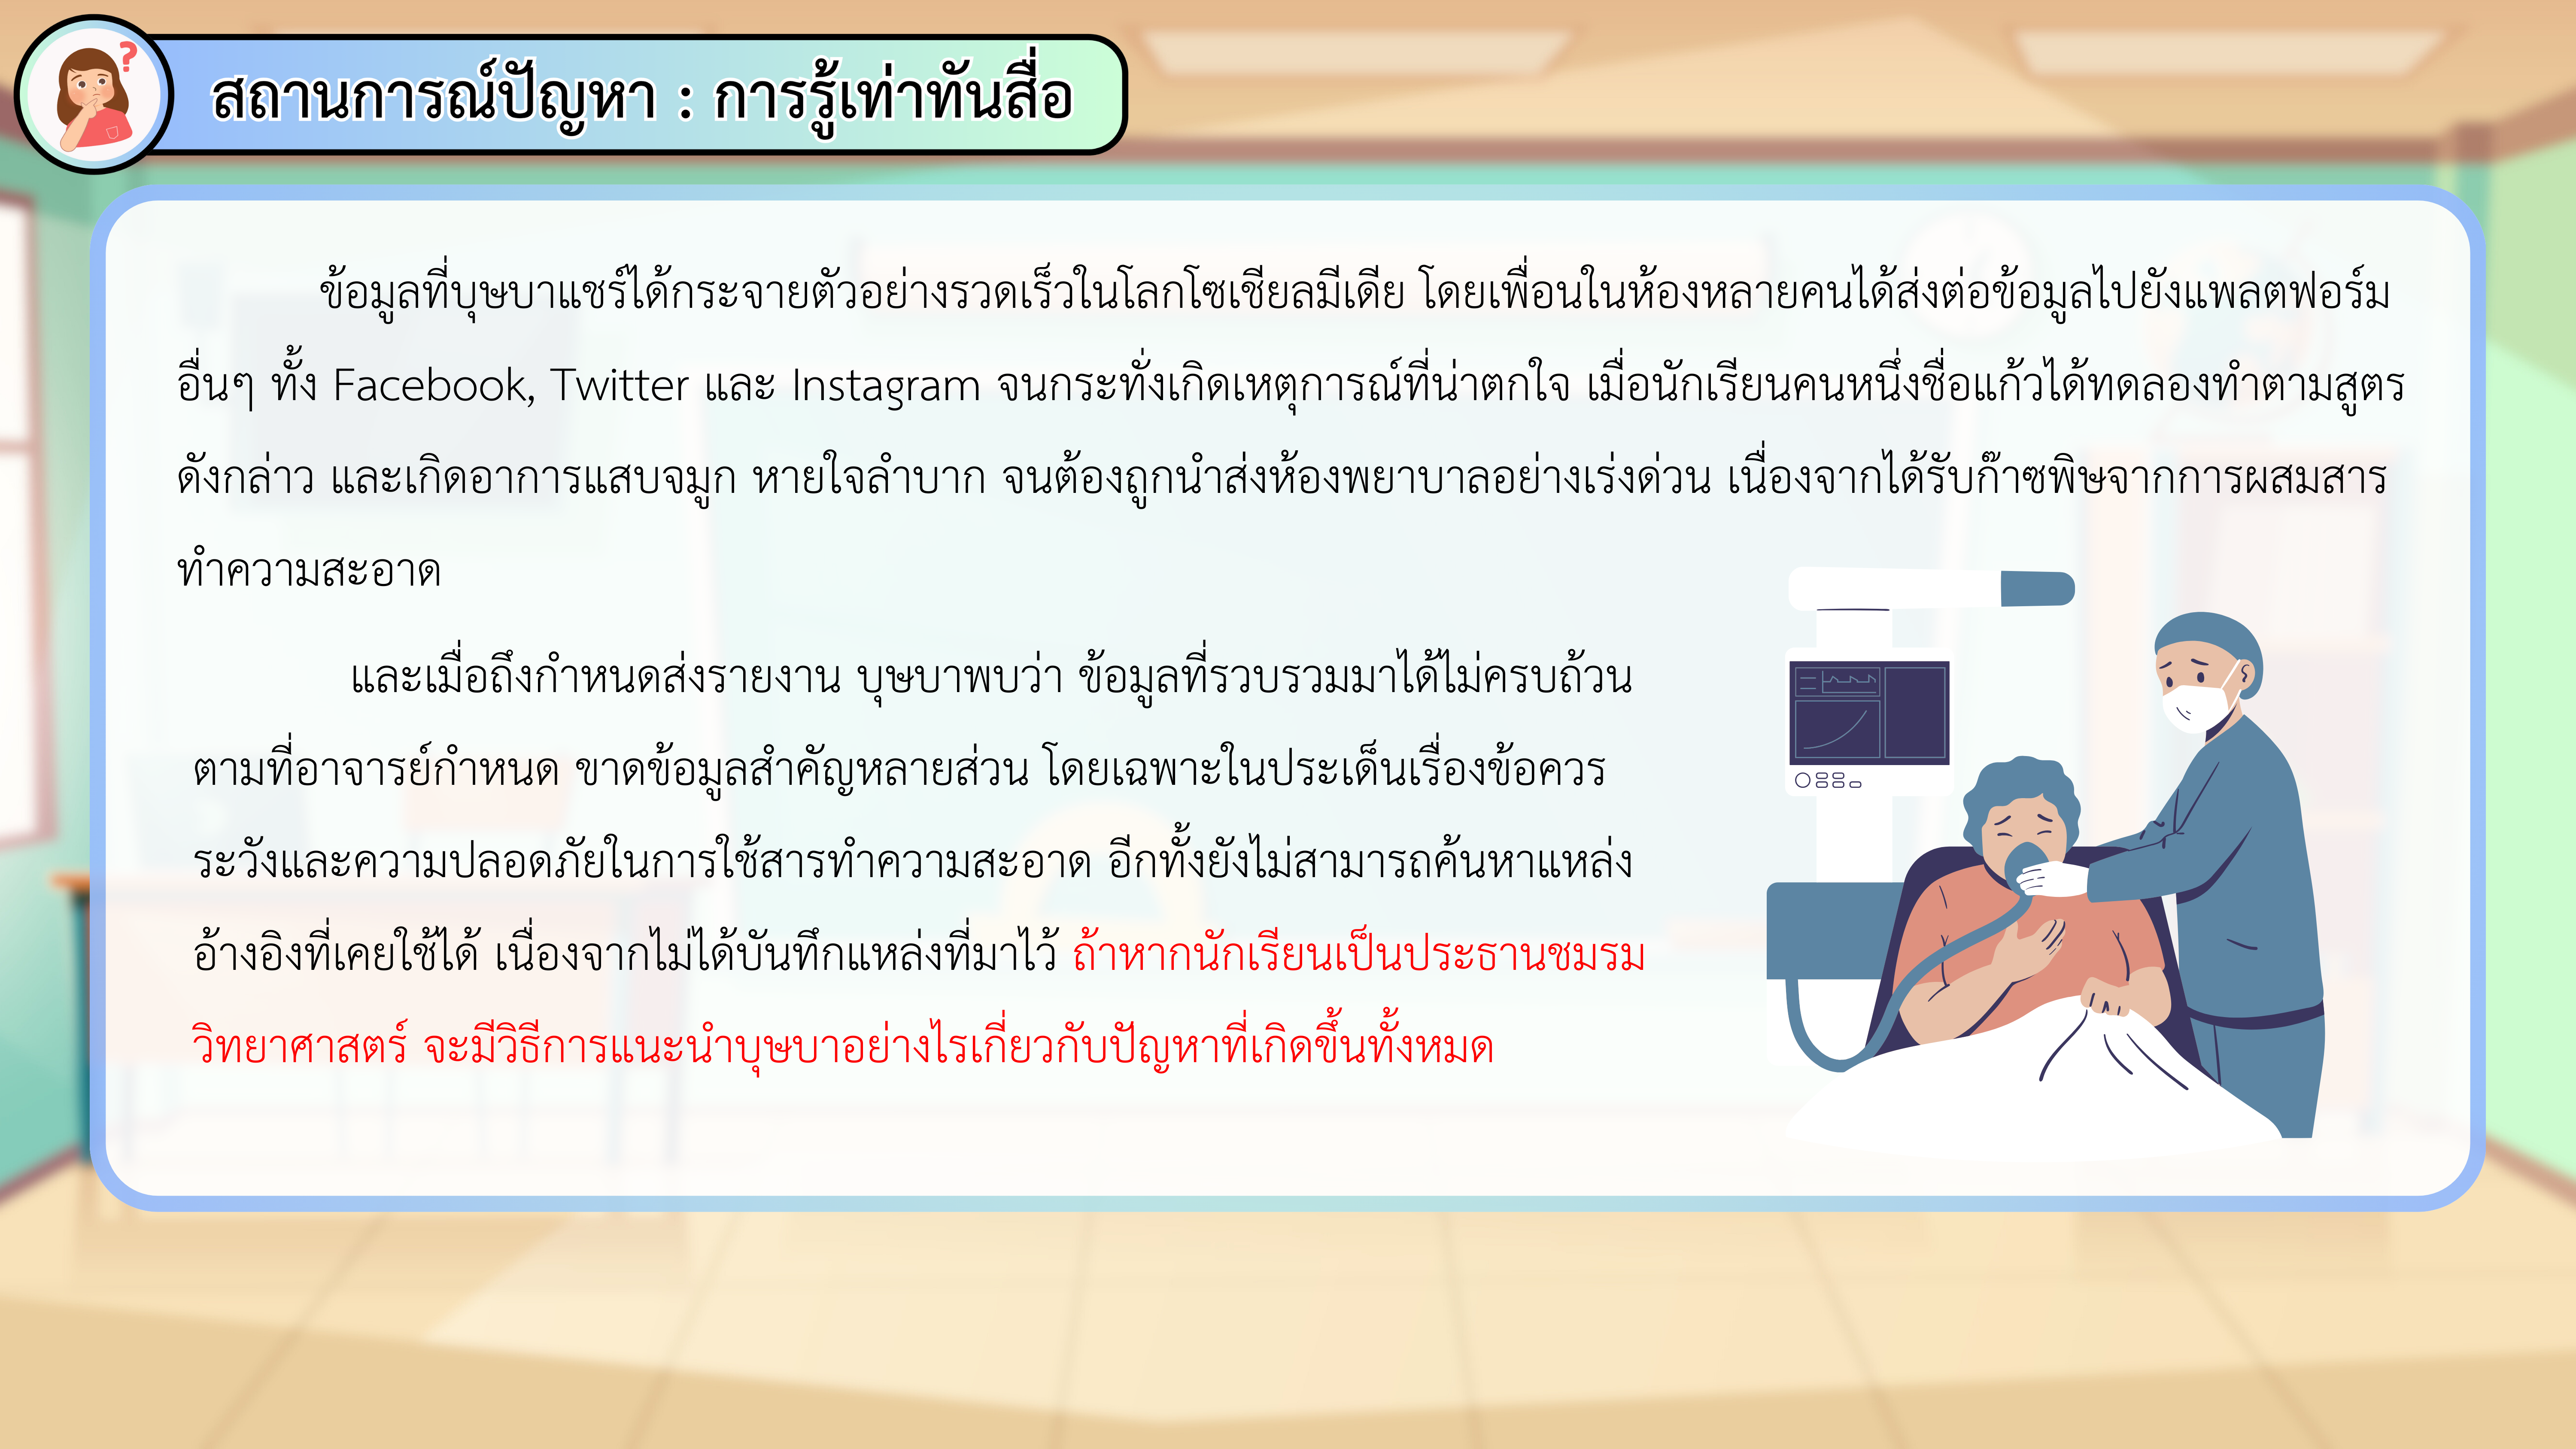 ?
สถานการณ์ปัญหา : การรู้เท่าทันสื่อ
ข้อมูลที่บุษบาแชร์ได้กระจายตัวอย่างรวดเร็วในโลกโซเชียลมีเดีย โดยเพื่อนในห้องหลายคนได้ส่งต่อข้อมูลไปยังแพลตฟอร์ม
อื่นๆ ทั้ง Facebook, Twitter และ Instagram จนกระทั่งเกิดเหตุการณ์ที่น่าตกใจ เมื่อนักเรียนคนหนึ่งชื่อแก้วได้ทดลองทำตามสูตร
ดังกล่าว และเกิดอาการแสบจมูก หายใจลำบาก จนต้องถูกนำส่งห้องพยาบาลอย่างเร่งด่วน เนื่องจากได้รับก๊าซพิษจากการผสมสาร
ทำความสะอาด
และเมื่อถึงกำหนดส่งรายงาน บุษบาพบว่า ข้อมูลที่รวบรวมมาได้ไม่ครบถ้วน
ตามที่อาจารย์กำหนด ขาดข้อมูลสำคัญหลายส่วน โดยเฉพาะในประเด็นเรื่องข้อควร
ระวังและความปลอดภัยในการใช้สารทำความสะอาด อีกทั้งยังไม่สามารถค้นหาแหล่ง
อ้างอิงที่เคยใช้ได้ เนื่องจากไม่ได้บันทึกแหล่งที่มาไว้ ถ้าหากนักเรียนเป็นประธานชมรม
วิทยาศาสตร์ จะมีวิธีการแนะนำบุษบาอย่างไรเกี่ยวกับปัญหาที่เกิดขึ้นทั้งหมด